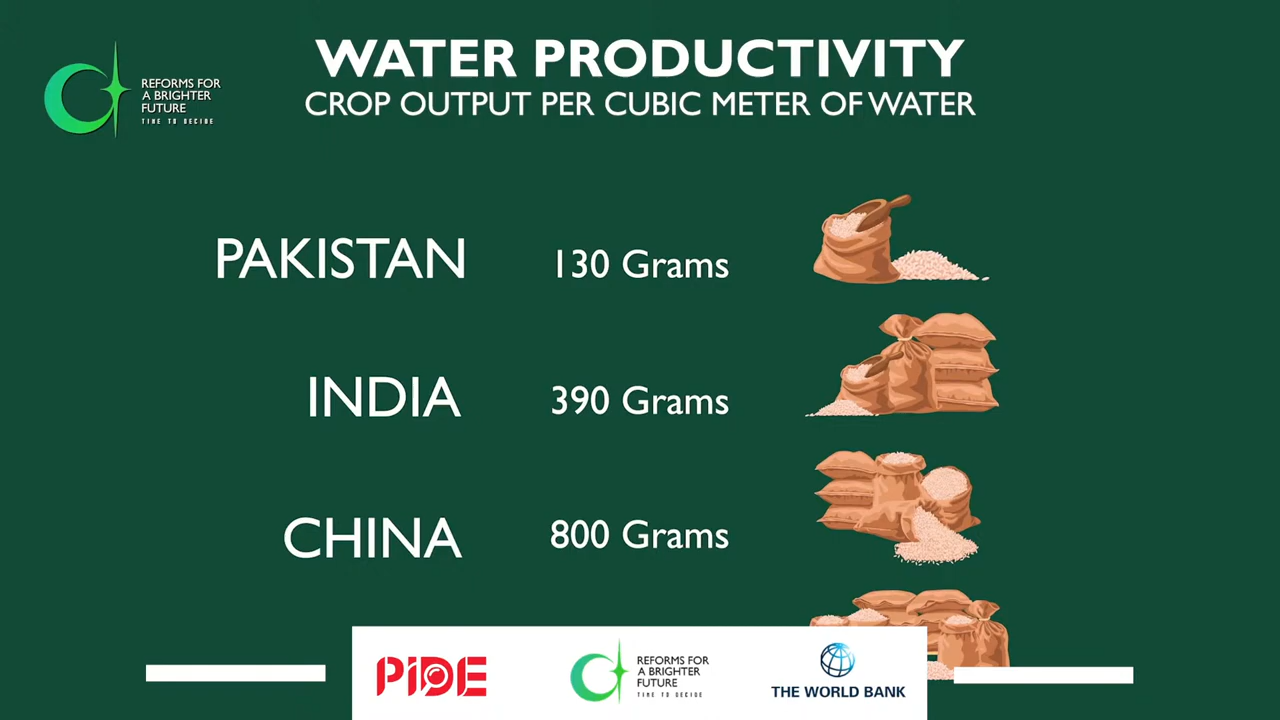 WATER PRODUCTIVITY
CROP OUTPUT PER CUBIC METER OF WATER
REFORMS FOR
A BRIGHTER
FUTURE
TIME TO DECIDE
PAKISTAN 130 Grams
INDIA 390 Grams
CHINA 800 Grams
PIDE
REFORMS FOR
A BRIGHTER
FUTURE
TIME TO DECIDE
THE WORLD BANK